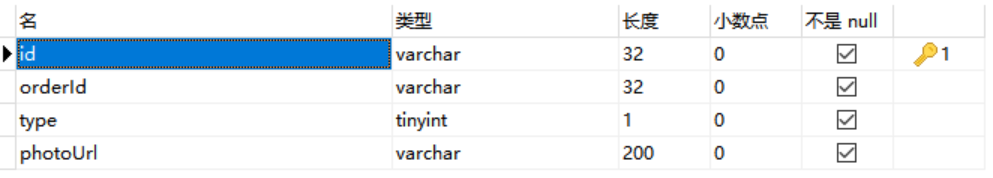 名 类型 长度 小数点 不是 null
id varchar 32 0 1
orderId varchar 32 0
type tinyint 1 0
photoUrl varchar 200 0